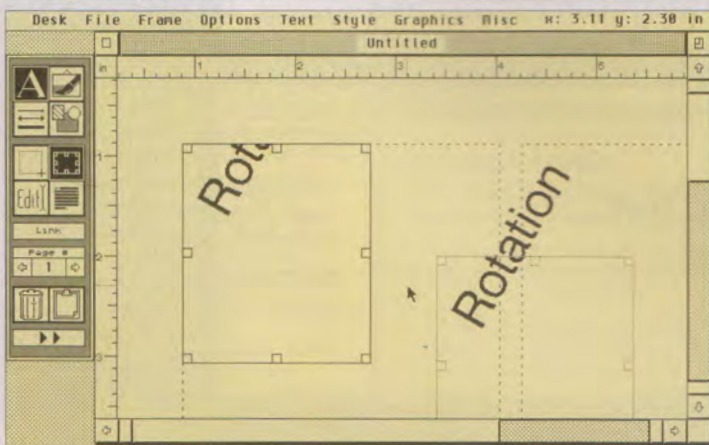 Desk File Frame Options Text Style Graphics Misc x: 3.11 y: 2.30 in
Untitled
in 1 2 3 4 5
A
1
Rot
Rotation
Edit
Link
Page #
1
2
3